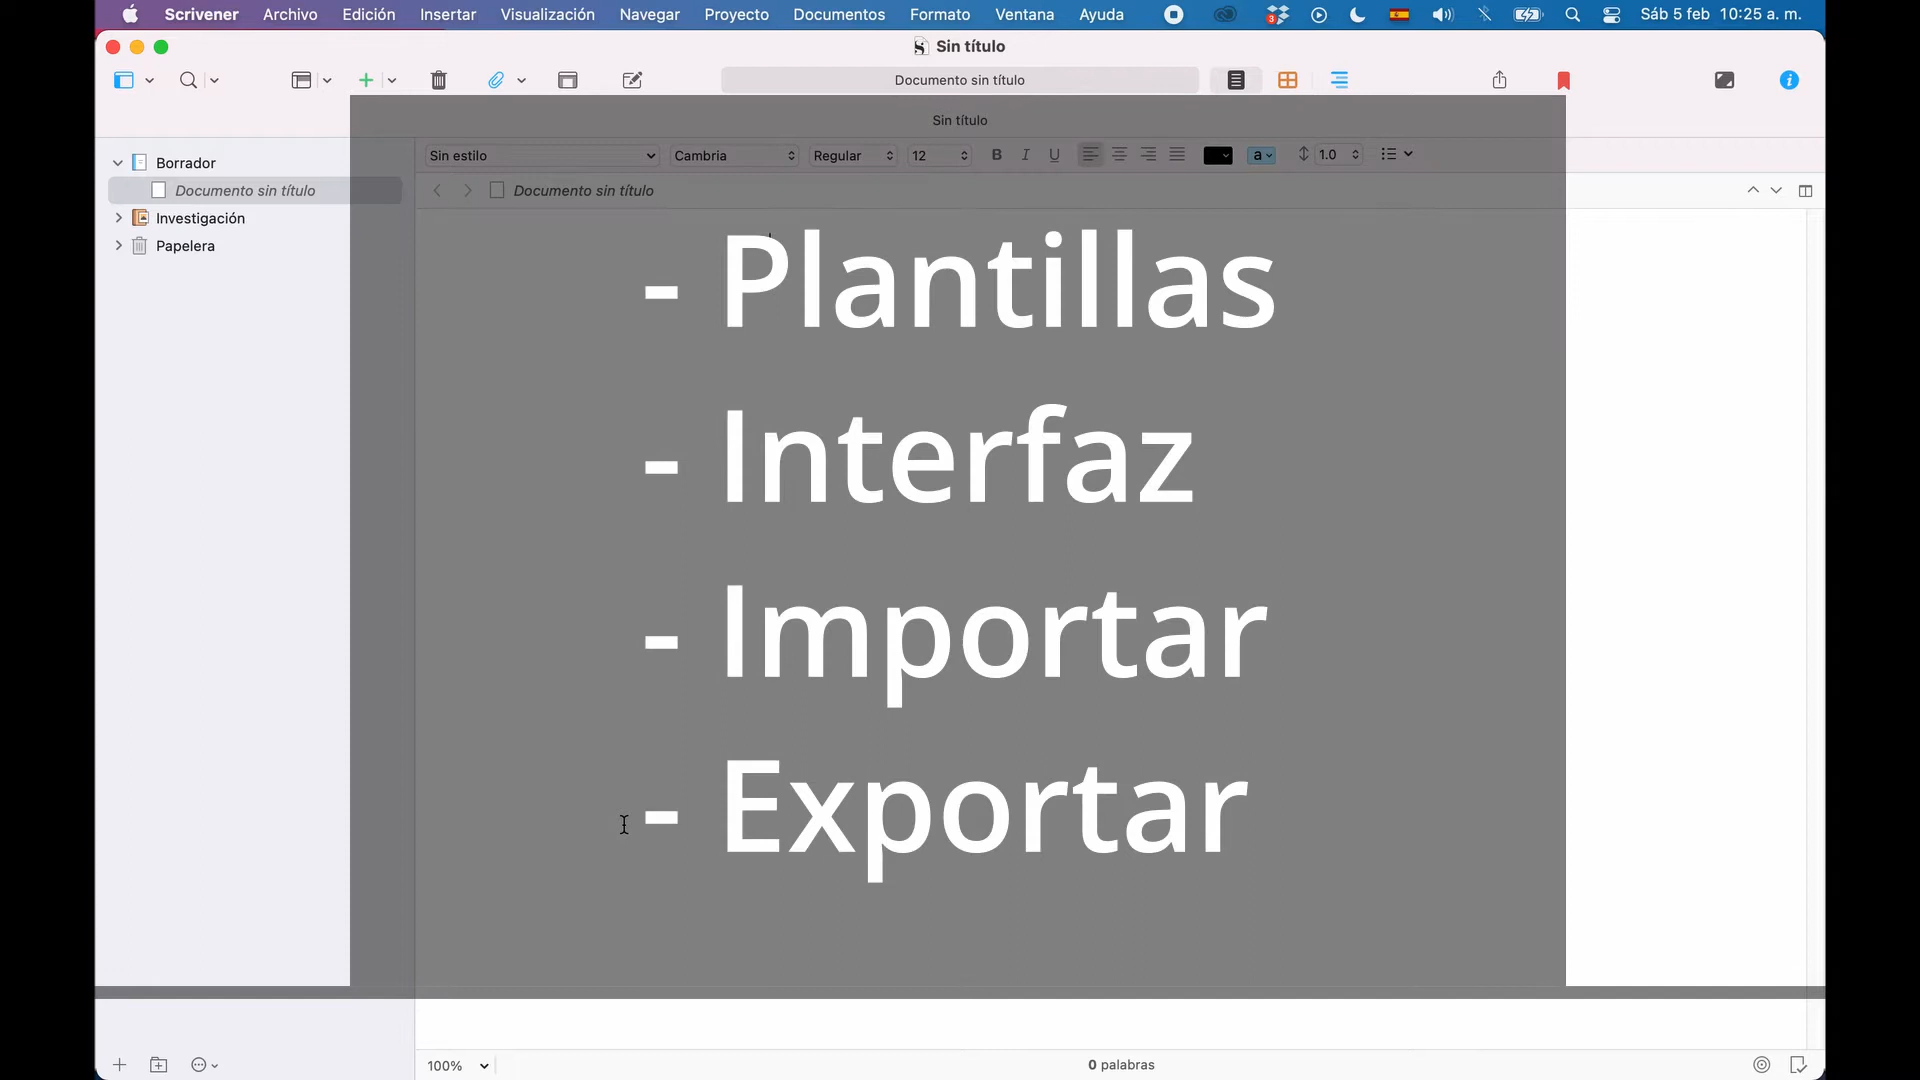 Scrivener Archivo Edición Insertar Visualización Navegar Proyecto Documentos Formato Ventana Ayuda 3 Sáb 5 feb 10:25 a. m.
Sin título
Documento sin título
Sin título
Sin estilo Cambria Regular 12 B I U a 1.0
Borrador
Documento sin título
Documento sin título
Investigación
Papelera
- Plantillas
- Interfaz
- Importar
- Exportar
100% 0 palabras